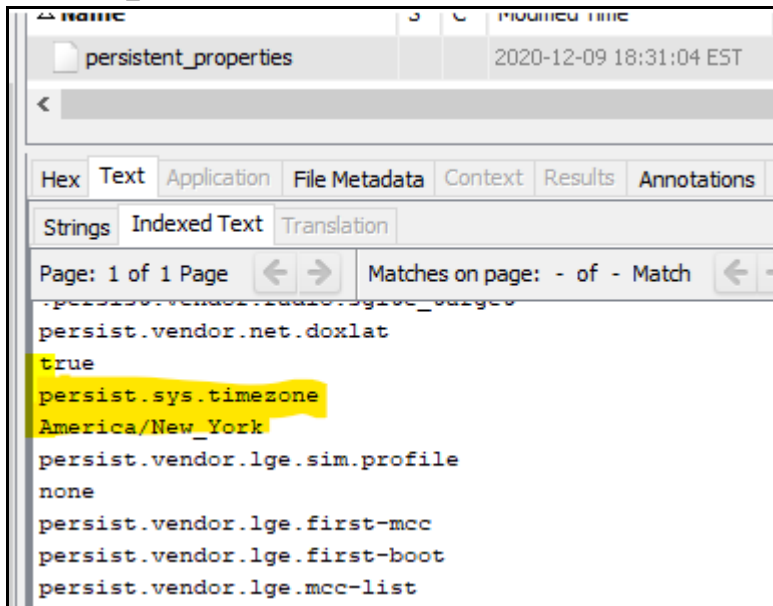 Name S C Modified Time
persistent_properties 2020-12-09 18:31:04 EST
Hex Text Application File Metadata Context Results Annotations
Strings Indexed Text Translation
Page: 1 of 1 Page Matches on page: - of - Match
persist.vendor.net.doxlat
true
persist.sys.timezone
America/New_York
persist.vendor.lge.sim.profile
none
persist.vendor.lge.first-mcc
persist.vendor.lge.first-boot
persist.vendor.lge.mcc-list